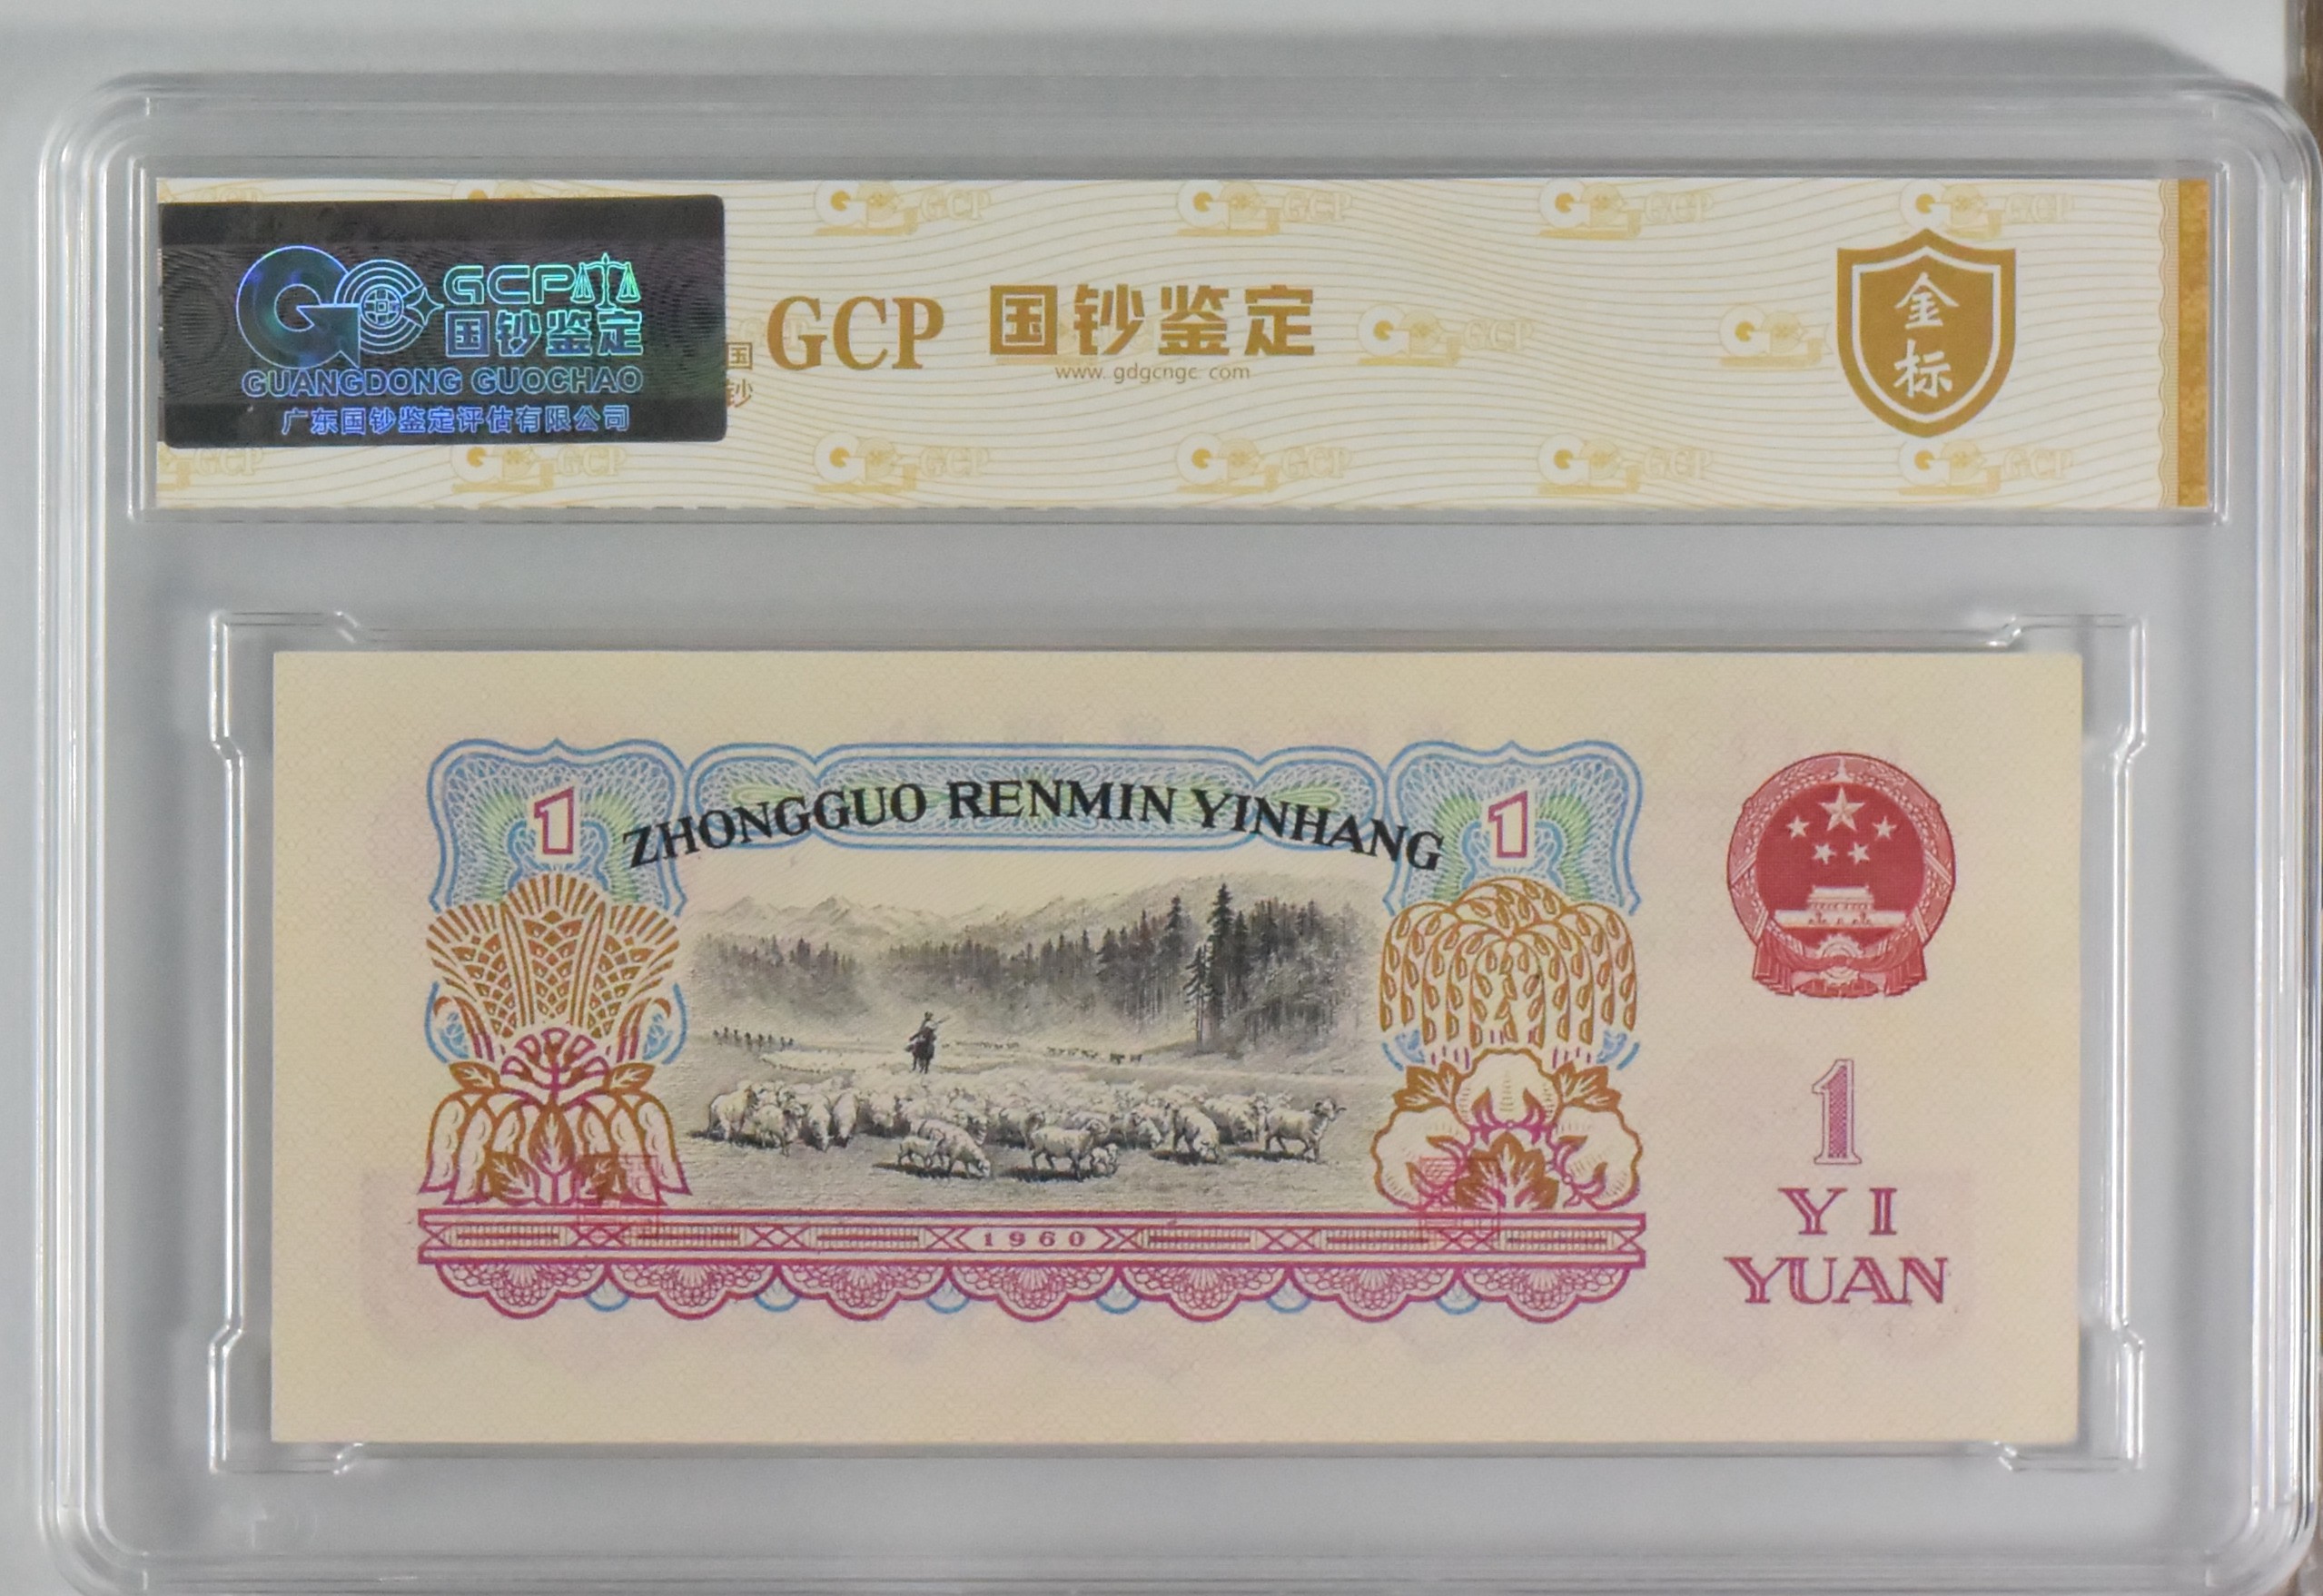 GCP
国钞鉴定
GUANGDONG GUOCHAO
广东国钞鉴定评估有限公司
国
钞
GCP 国钞鉴定
www. gdgcngc. com
金
标
1 ZHONGGUO RENMIN YINHANG 1
1960
1
YI
YUAN